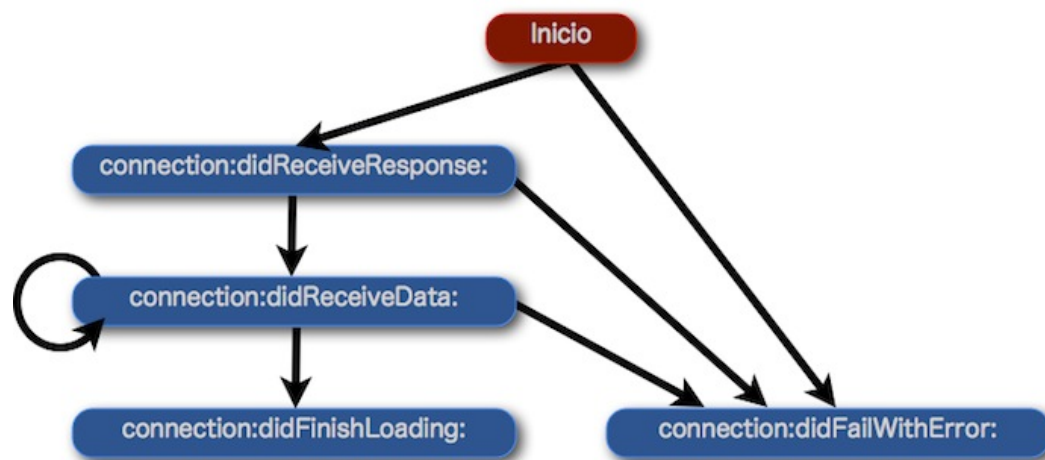 Inicio
connection:didReceiveResponse:
connection:didReceiveData:
connection:didFinishLoading:
connection:didFailWithError: